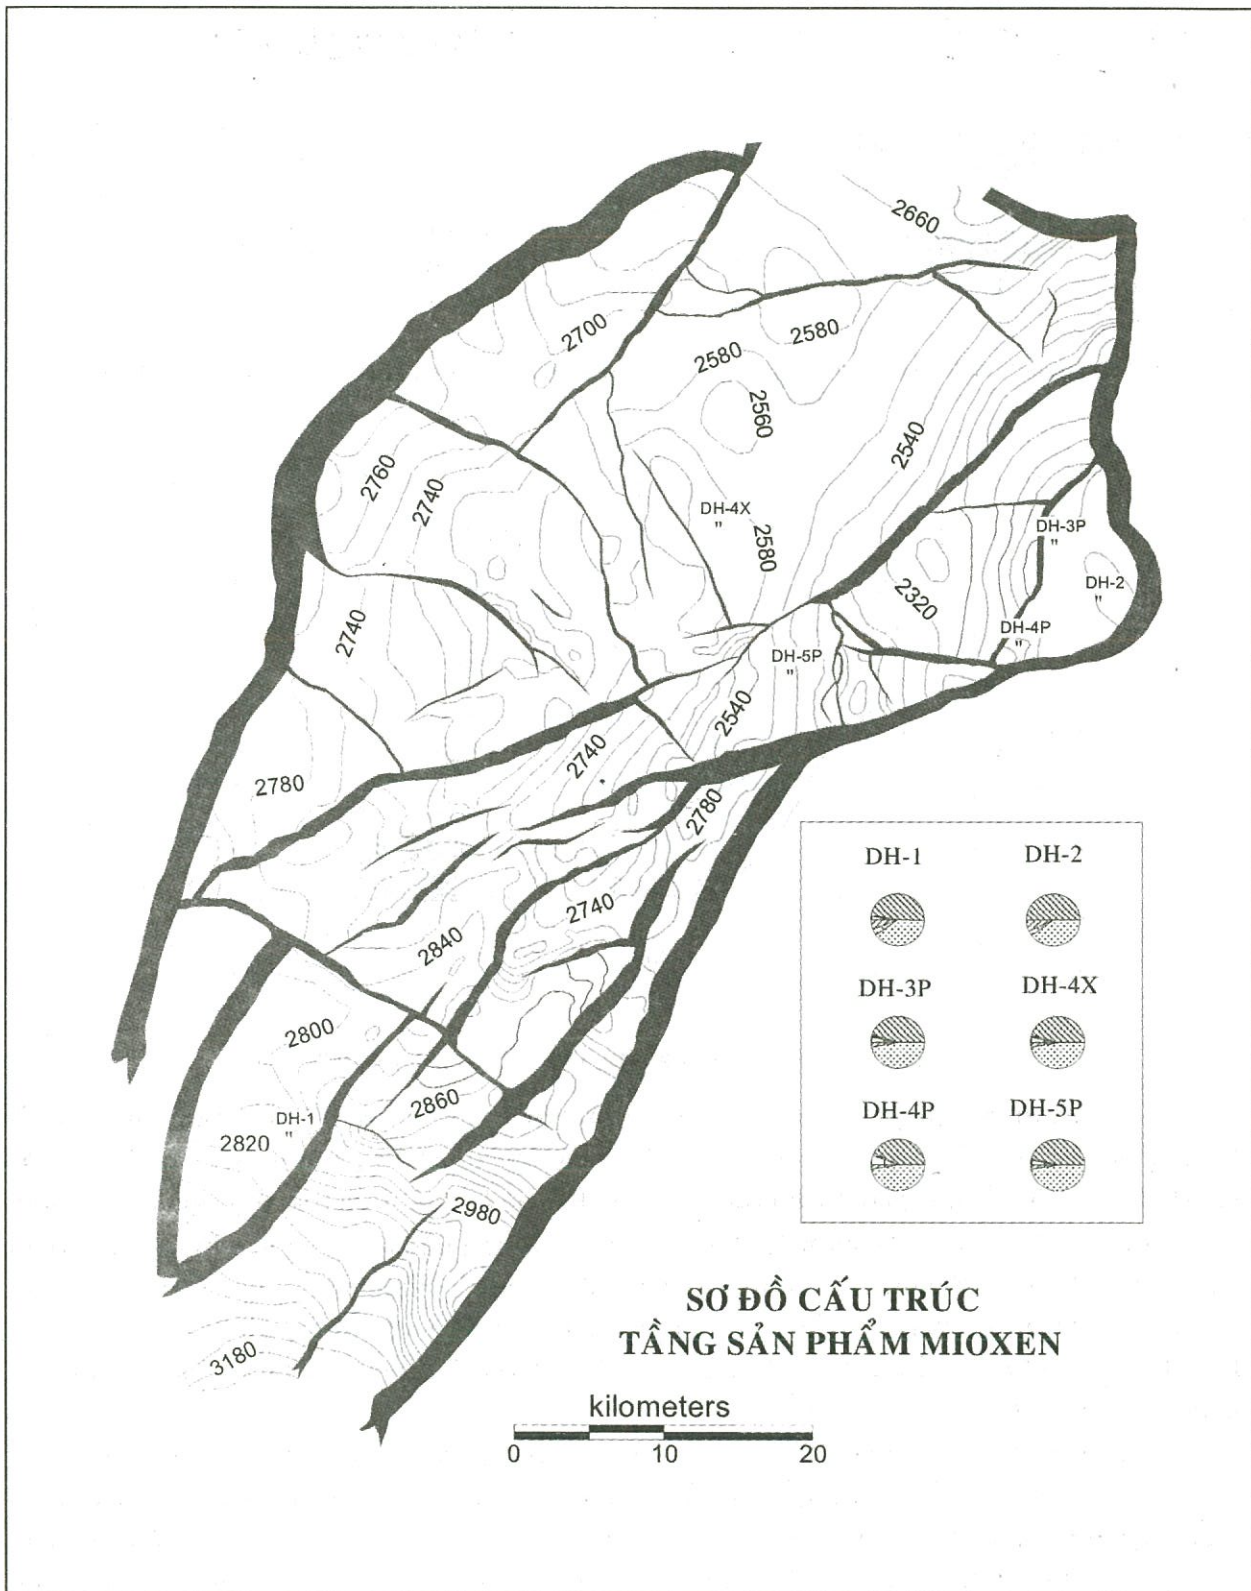 2660
2700
2580
2580
2560
2760
2740
2540
DH-4X
"
2580
DH-3P
"
DH-2
"
2320
DH-4P
"
2740
DH-5P
"
2540
2740
2780
2780
2740
2840
2800
2860
DH-1
"
2820
2980
3180
DH-1 DH-2
DH-3P DH-4X
DH-4P DH-5P
SƠ ĐỒ CẤU TRÚC
TẦNG SẢN PHẨM MIOXEN
kilometers
0 10 20